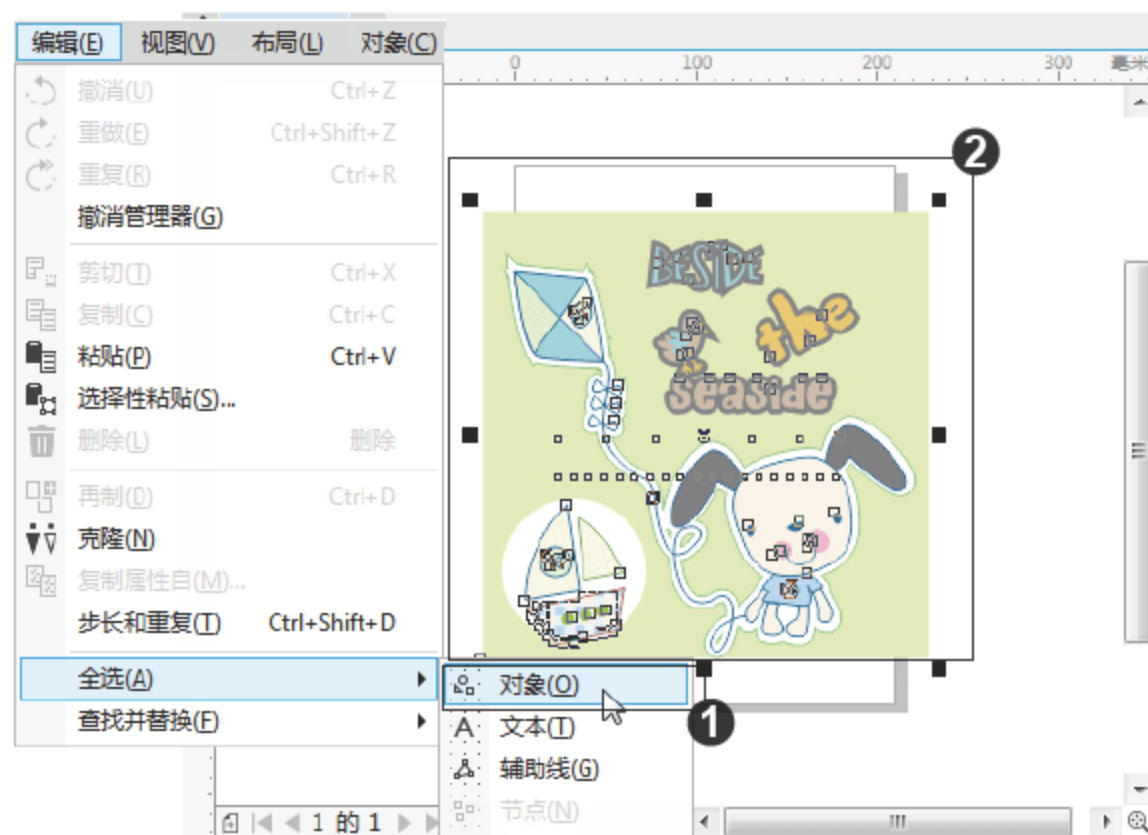 编辑(E) 视图(V) 布局(L) 对象(C)
0 100 200 300 毫米
撤消(U) Ctrl+Z
重做(E) Ctrl+Shift+Z
重复(R) Ctrl+R
撤消管理器(G)
剪切(T) Ctrl+X
复制(C) Ctrl+C
粘贴(P) Ctrl+V
选择性粘贴(S)...
删除(L) 删除
再制(D) Ctrl+D
克隆(N)
复制属性自(M)...
步长和重复(T) Ctrl+Shift+D
全选(A)
查找并替换(F)
对象(O)
文本(T)
辅助线(G)
节点(N)
1 的 1
2
BESIDE
the
seaside
1